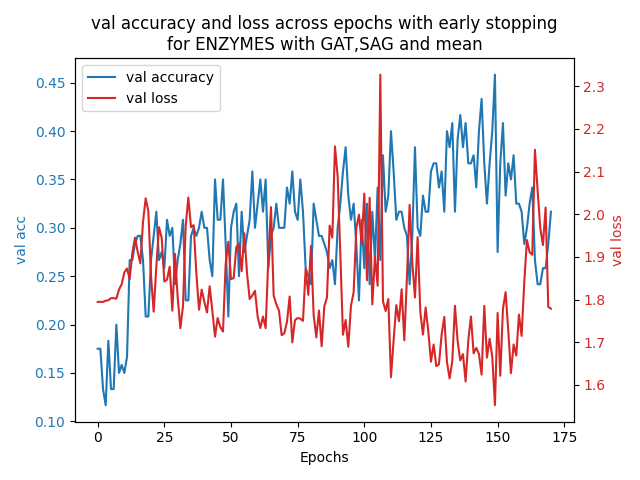 val accuracy and loss across epochs with early stopping
for ENZYMES with GAT,SAG and mean
val accuracy
val loss
0.45
0.40
0.35
0.30
0.25
0.20
0.15
0.10
val acc
2.3
2.2
2.1
2.0
1.9
1.8
1.7
1.6
val loss
0 25 50 75 100 125 150 175
Epochs